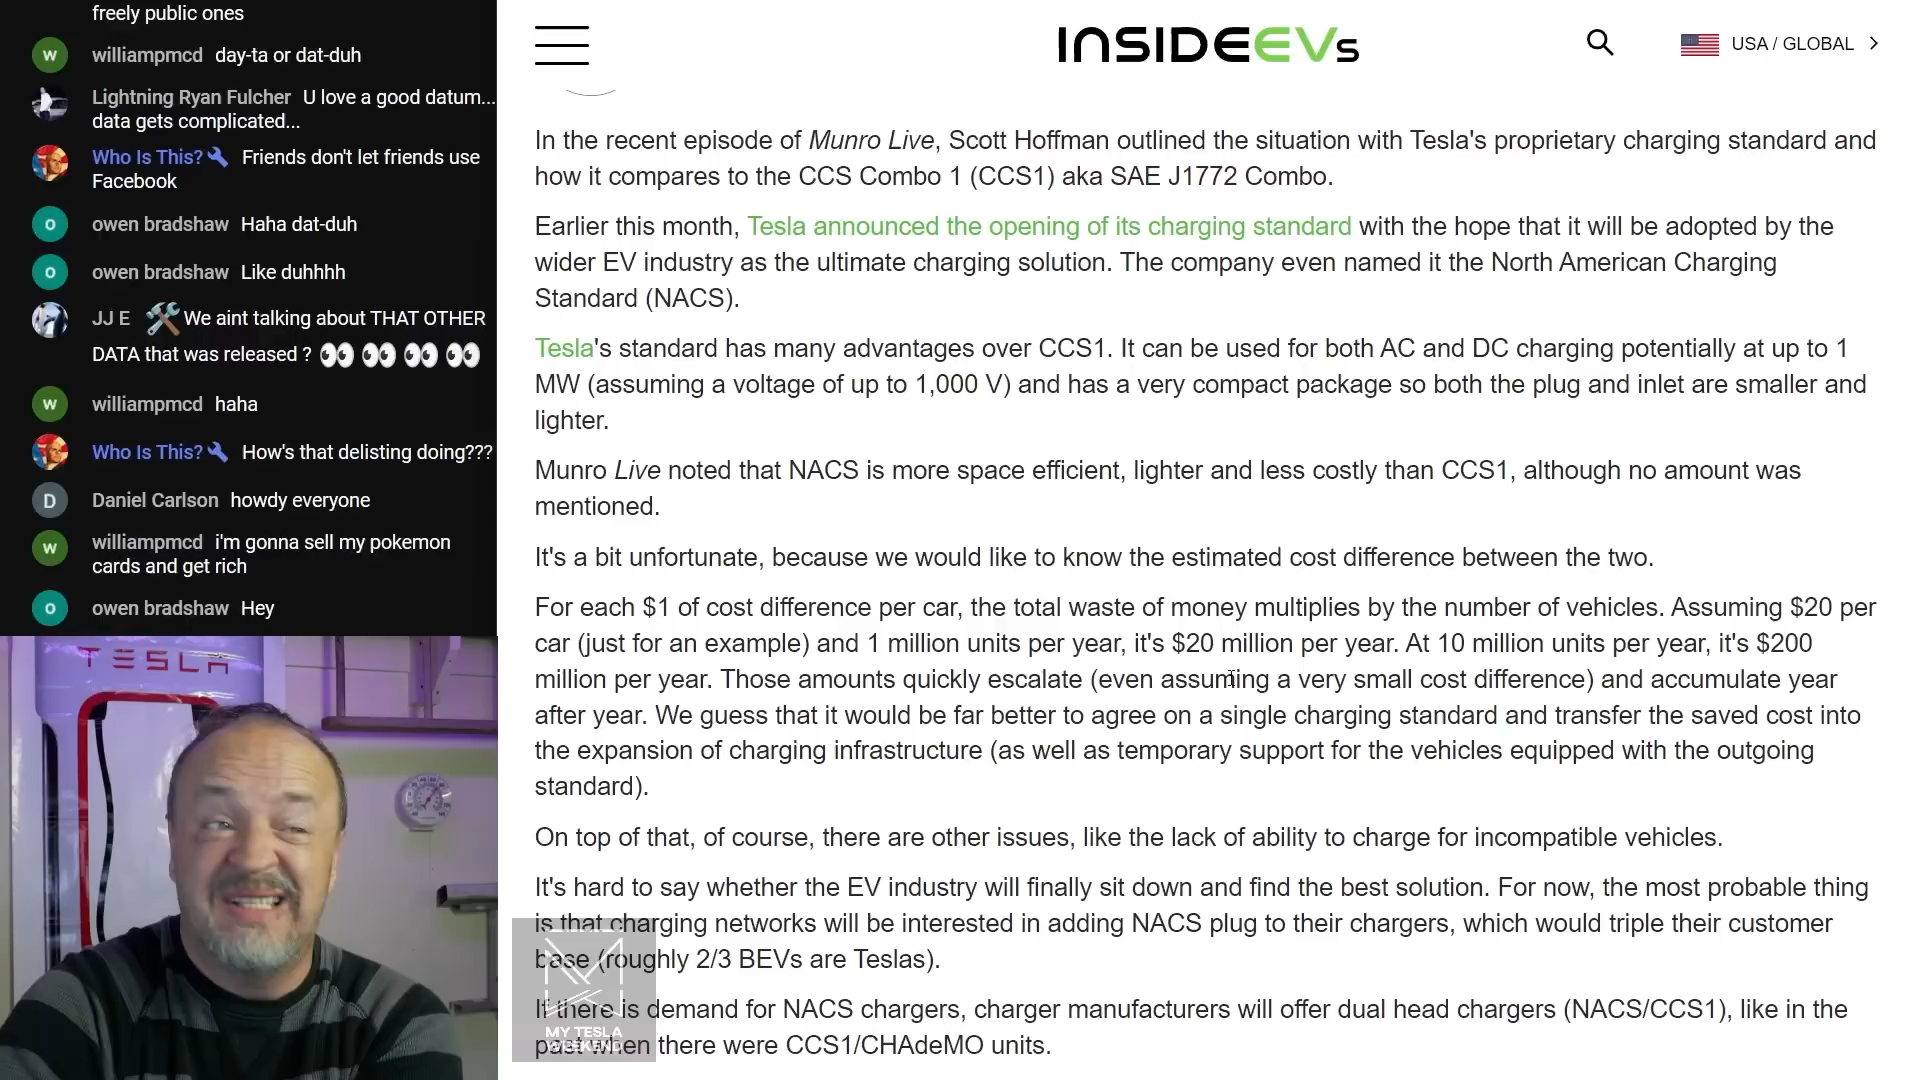 freely public ones
W williampmcd day-ta or dat-duh
Lightning Ryan Fulcher U love a good datum...
data gets complicated...
Who Is This? Friends don't let friends use
Facebook
o owen bradshaw Haha dat-duh
o owen bradshaw Like duhhhh
JJ E We aint talking about THAT OTHER
DATA that was released ?
W williampmcd haha
Who Is This? How's that delisting doing???
D Daniel Carlson howdy everyone
W williampmcd i'm gonna sell my pokemon
cards and get rich
o owen bradshaw Hey
TESLA
INSIDEEVs
USA / GLOBAL
In the recent episode of Munro Live, Scott Hoffman outlined the situation with Tesla's proprietary charging standard and
how it compares to the CCS Combo 1 (CCS1) aka SAE J1772 Combo.
Earlier this month, Tesla announced the opening of its charging standard with the hope that it will be adopted by the
wider EV industry as the ultimate charging solution. The company even named it the North American Charging
Standard (NACS).
Tesla's standard has many advantages over CCS1. It can be used for both AC and DC charging potentially at up to 1
MW (assuming a voltage of up to 1,000 V) and has a very compact package so both the plug and inlet are smaller and
lighter.
Munro Live noted that NACS is more space efficient, lighter and less costly than CCS1, although no amount was
mentioned.
It's a bit unfortunate, because we would like to know the estimated cost difference between the two.
For each $1 of cost difference per car, the total waste of money multiplies by the number of vehicles. Assuming $20 per
car (just for an example) and 1 million units per year, it's $20 million per year. At 10 million units per year, it's $200
million per year. Those amounts quickly escalate (even assuming a very small cost difference) and accumulate year
after year. We guess that it would be far better to agree on a single charging standard and transfer the saved cost into
the expansion of charging infrastructure (as well as temporary support for the vehicles equipped with the outgoing
standard).
On top of that, of course, there are other issues, like the lack of ability to charge for incompatible vehicles.
It's hard to say whether the EV industry will finally sit down and find the best solution. For now, the most probable thing
is that charging networks will be interested in adding NACS plug to their chargers, which would triple their customer
base (roughly 2/3 BEVs are Teslas).
If there is demand for NACS chargers, charger manufacturers will offer dual head chargers (NACS/CCS1), like in the
past when there were CCS1/CHAdeMO units.
MY TESLA
WEEKEND